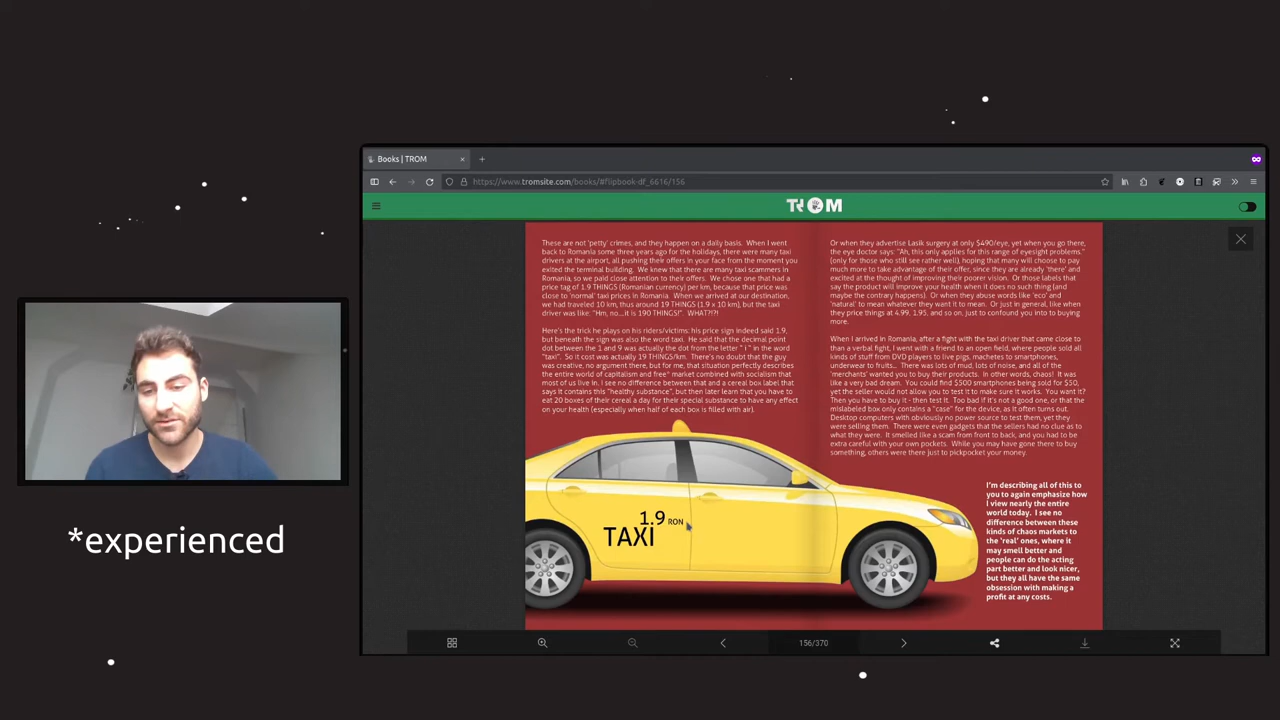 Books | TROM
https://www.tromsite.com/books/#flipbook-df_6616/156
TROM
These are not 'petty' crimes, and they happen on a daily basis. When I went
back to Romania some three years ago for the holidays, there were many taxi
drivers at the airport, all pushing their offers in your face from the moment you
exited the terminal building. We knew that there are many taxi scammers in
Romania, so we paid close attention to their offers. We chose one that had a
price tag of 1.9 THINGS (Romanian currency) per km, because that price was
close to 'normal' taxi prices in Romania. When we arrived at our destination,
we had traveled 10 km, thus around 19 THINGS (1.9 x 10 km), but the taxi
driver was like: "Hm, no...it is 190 THINGS!". WHAT?!?!
Here's the trick he plays on his riders/victims: his price sign indeed said 1.9,
but beneath the sign was also the word taxi. He said that the decimal point
dot between the 1 and 9 was actually the dot from the letter " i " in the word
"taxi". So it cost was actually 19 THINGS/km. There's no doubt that the guy
was creative, no argument there, but for me, that situation perfectly describes
the entire world of capitalism and free* market combined with socialism that
most of us live in. I see no difference between that and a cereal box label that
says it contains this "healthy substance", but then later learn that you have to
eat 20 boxes of cereal a day for their special substance to have any effect
on your health (especially when half of each box is filled with air).
1.9 RON
TAXI
Or when they advertise Lasik surgery at only $490/eye, yet when you go there,
the eye doctor says: "Ah, this only applies for this range of eyesight problems."
(only for those who still see rather well), hoping that many will choose to pay
much more to take advantage of their offer, since they are already 'there' and
excited at the thought of improving their poorer eyesight. Or those labels that
say the product will improve your health when it does no such thing (and
maybe the contrary happens). Or when they abuse words like 'eco' and
'natural' to mean whatever they want it to mean. Or just in general, like when
they price things at 4.99, 1.95, and so on, just to confound you into to buying
more.
When I arrived in Romania, after a fight with the taxi driver that came close to
than a verbal fight, I went with a friend to an open field, where people sold all
kinds of stuff from DVD players to live pigs, machetes to smartphones,
underwear to fruits... There was lots of mud, lots of noise, and all of the
'merchants' wanted you to buy their products. In other words, chaos! It was
like a very bad dream. You could find $500 smartphones being sold for $50,
yet the seller would not allow you to test it to make sure it works. You want it?
Then you have to buy it - then test it. Too bad if it's not a good one, or that the
mislabeled box only contains a "case" for the device, as it often turns out.
Desktop computers with obviously no power source to test them, yet they
were selling them. There were even gadgets that the sellers had no clue as to
what they were. It smelled like a scam from front to back, and you had to be
extra careful with your own pockets. While you may have gone there to buy
something, others were there just to pickpocket your money.
I'm describing all of this to
you to again emphasize how
I view nearly the entire
world today. I see no
difference between these
kinds of chaos markets to
the 'real' ones, where it
may smell better and
people can do the acting
part better and look nicer,
but they all have the same
obsession with making a
profit at any costs.
*experienced
156/370